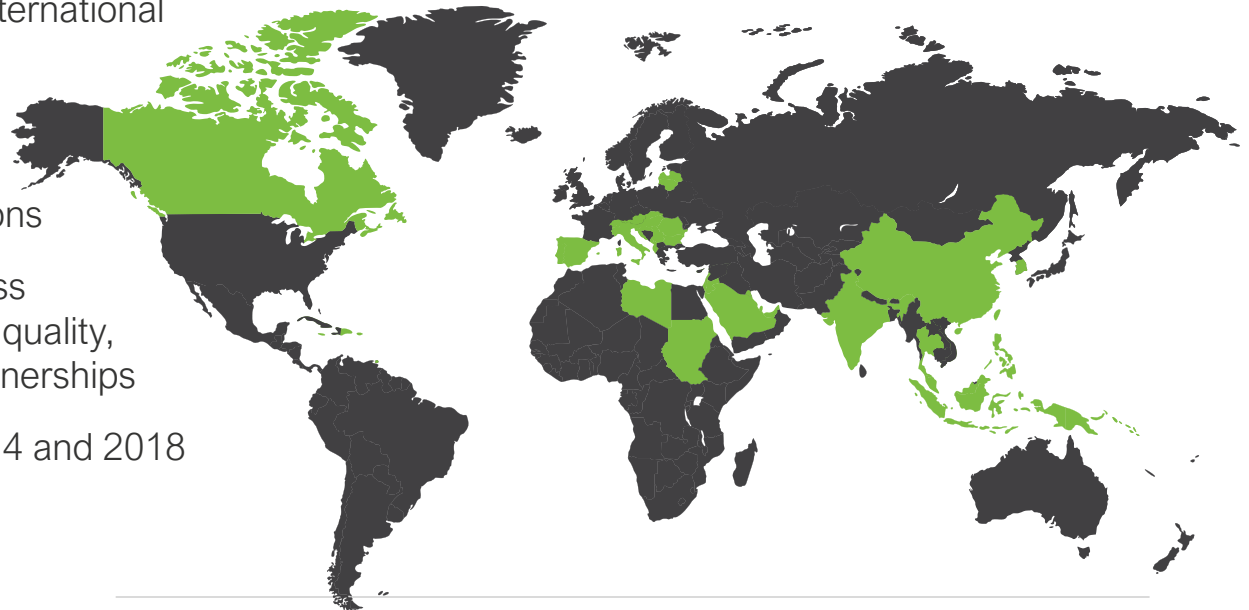 ternational
ons
ss
quality,
nerships
4 and 2018